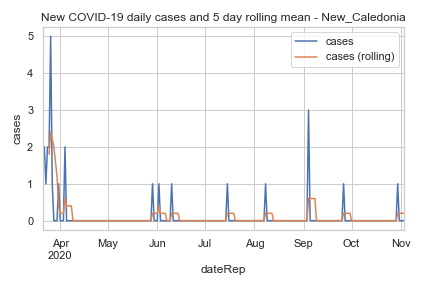 New COVID-19 daily cases and 5 day rolling mean - New_Caledonia
cases
cases (rolling)
cases
5
4
3
2
1
0
Apr May Jun Jul Aug Sep Oct Nov
2020
dateRep